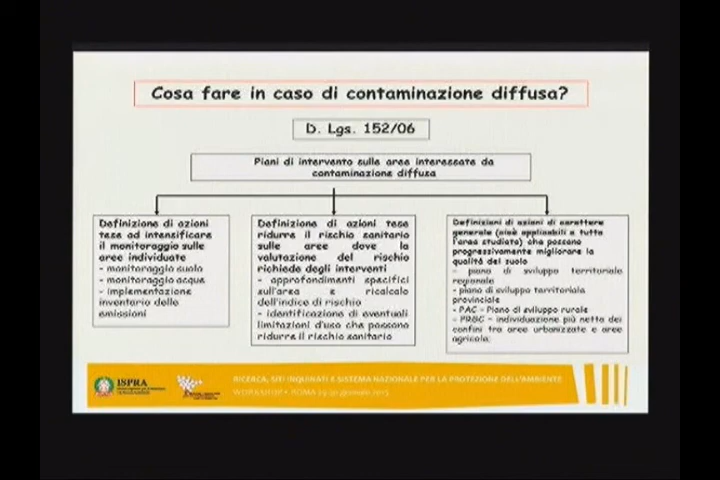 Cosa fare in caso di contaminazione diffusa?
D. Lgs. 152/06
Piani di intervento sulle aree interessate da
contaminazione diffusa
Definizione di azioni
tese ad intensificare
il monitoraggio sulle
aree individuate
- monitoraggio suolo
- monitoraggio acque
- implementazione
inventario delle
emissioni
Definizione di azioni tese
ridurre il rischio sanitario
sulle aree dove la
valutazione del rischio
richiede degli interventi
- approfondimenti specifici
sull'area e ricalcolo
dell'indice di rischio
- identificazione di eventuali
limitazioni d'uso che possono
ridurre il rischio sanitario
Definizioni di azioni di carattere
generale (cioè applicabili a tutta
l'area studiata) che possono
progressivamente migliorare la
qualità del suolo
- piano di sviluppo territoriale
regionale
- piano di sviluppo territoriale
provinciale
- PAC - Piano di sviluppo rurale
- PRGC - individuazione più netta dei
confini tra aree urbanizzate e aree
agricole;
ISPRA
RICERCA, SITI INQUINATI E SISTEMA NAZIONALE PER LA PROTEZIONE DELL'AMBIENTE
WORKSHOP • ROMA